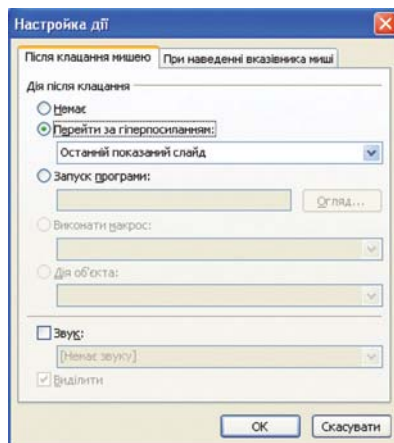 Настройка дії
Після клацання мишею
При наведенні вказівника миші
Дія після клацання
Немає
Перейти за гіперпосиланням:
Останній показаний слайд
Запуск програми:
Огляд...
Виконати макрос:
Дія об'єкта:
Звук:
[Немає звуку]
Виділити
ОК
Скасувати